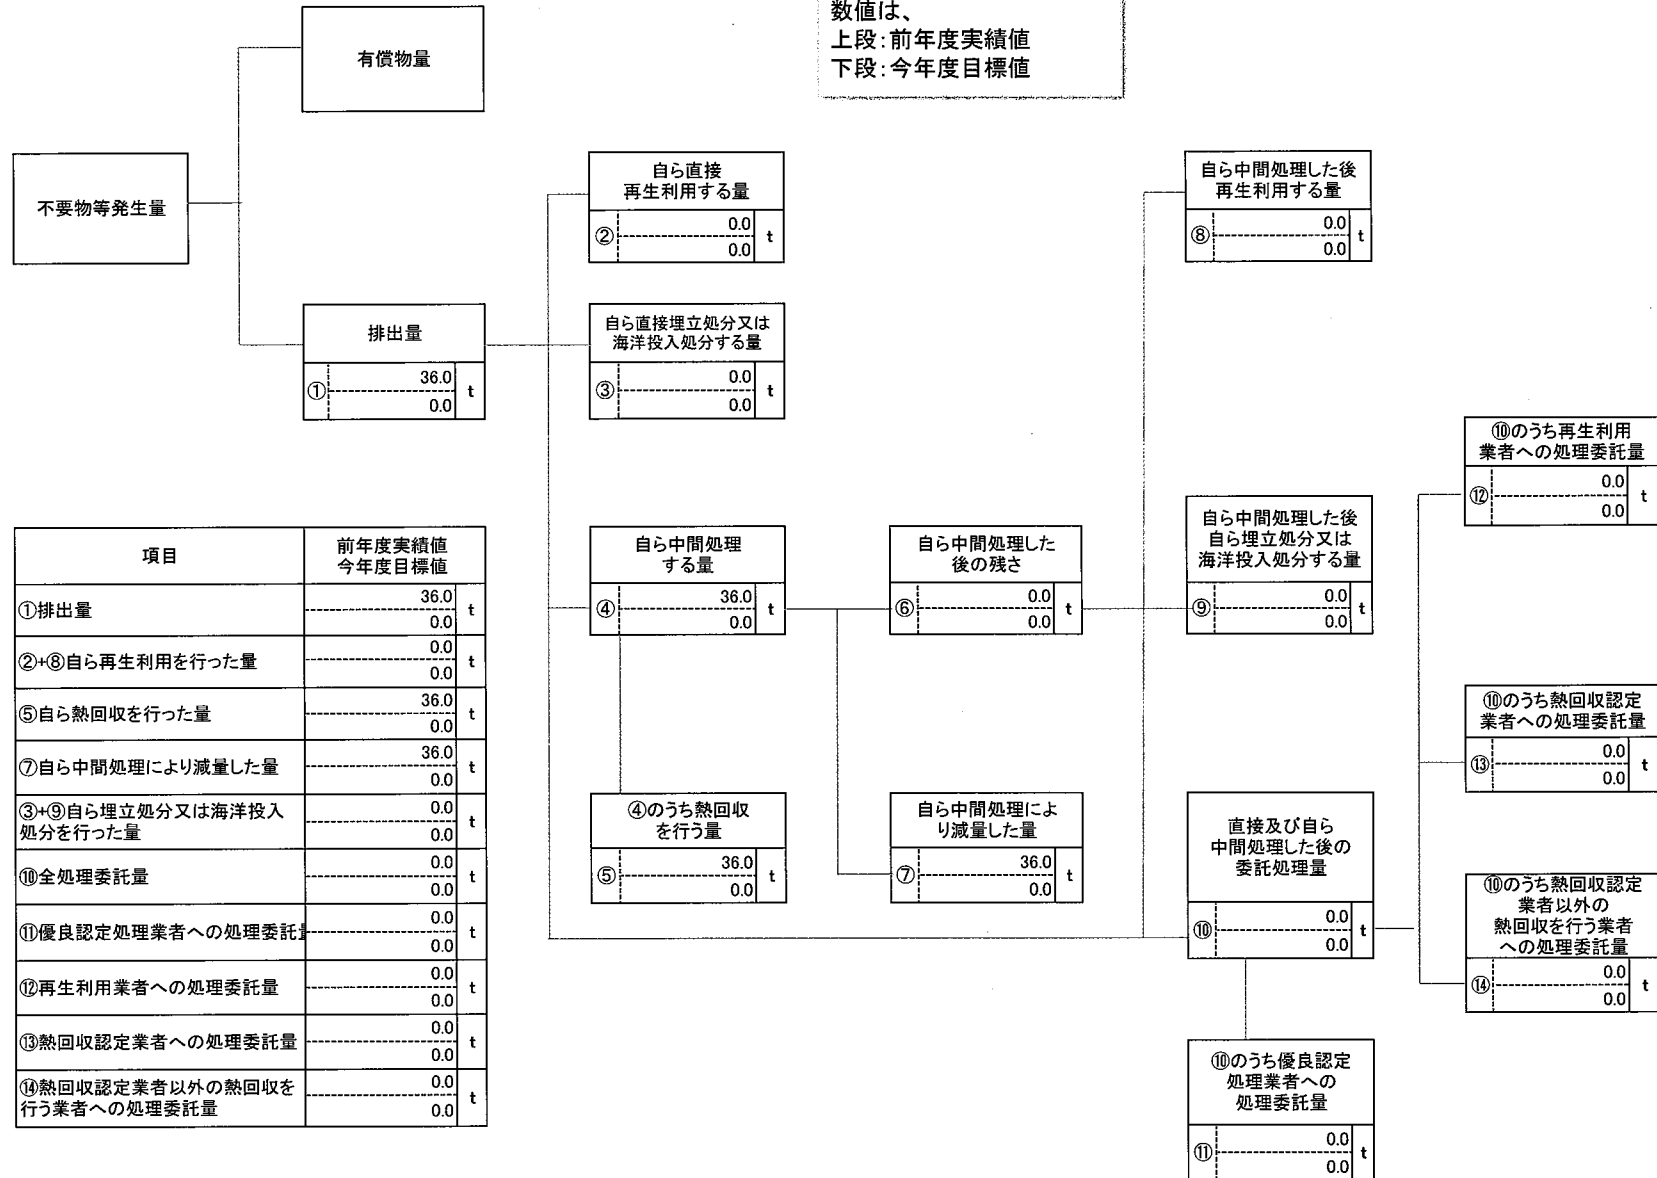 数値は、
上段:前年度実績値
下段:今年度目標値
有償物量
不要物等発生量
排出量
① 36.0 t
0.0
自ら直接
再生利用する量
② 0.0 t
0.0
自ら直接埋立処分又は
海洋投入処分する量
③ 0.0 t
0.0
自ら中間処理
する量
④ 36.0 t
0.0
④のうち熱回収
を行う量
⑤ 36.0 t
0.0
自ら中間処理した
後の残さ
⑥ 0.0 t
0.0
自ら中間処理によ
り減量した量
⑦ 36.0 t
0.0
自ら中間処理した後
再生利用する量
⑧ 0.0 t
0.0
自ら中間処理した後
自ら埋立処分又は
海洋投入処分する量
⑨ 0.0 t
0.0
直接及び自ら
中間処理した後の
委託処理量
⑩ 0.0 t
0.0
⑩のうち優良認定
処理業者への
処理委託量
⑪ 0.0 t
0.0
⑩のうち再生利用
業者への処理委託量
⑫ 0.0 t
0.0
⑩のうち熱回収認定
業者への処理委託量
⑬ 0.0 t
0.0
⑩のうち熱回収認定
業者以外の
熱回収を行う業者
への処理委託量
⑭ 0.0 t
0.0
項目 前年度実績値
今年度目標値
①排出量 36.0 t
0.0
②+⑧自ら再生利用を行った量 0.0 t
0.0
⑤自ら熱回収を行った量 36.0 t
0.0
⑦自ら中間処理により減量した量 36.0 t
0.0
③+⑨自ら埋立処分又は海洋投入
処分を行った量 0.0 t
0.0
⑩全処理委託量 0.0 t
0.0
⑪優良認定処理業者への処理委託 0.0 t
0.0
⑫再生利用業者への処理委託量 0.0 t
0.0
⑬熱回収認定業者への処理委託量 0.0 t
0.0
⑭熱回収認定業者以外の熱回収を
行う業者への処理委託量 0.0 t
0.0